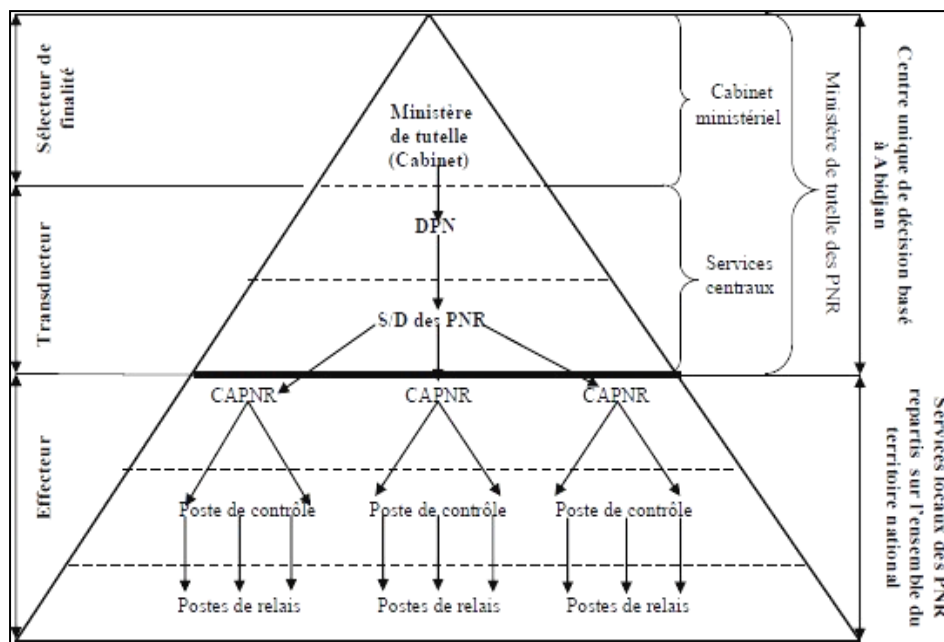 Sélecteur de
finalité
Transducteur
Effecteur
Ministère
de tutelle
(Cabinet)
DPN
S/D des PNR
CAPNR
CAPNR
CAPNR
Poste de contrôle
Poste de contrôle
Poste de contrôle
Postes de relais
Postes de relais
Postes de relais
Cabinet
ministériel
Services
centraux
Ministère de tutelle des PNR
Centre unique de décision basé
à Abidjan
Services locaux des PNR
repartis sur l'ensemble du
territoire national